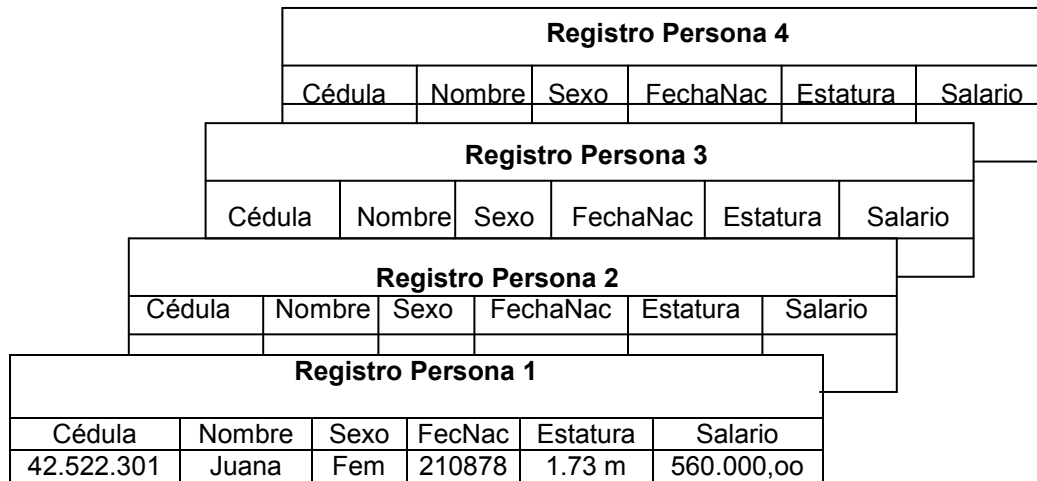 Registro Persona 4
Cédula Nombre Sexo FechaNac Estatura Salario
Registro Persona 3
Cédula Nombre Sexo FechaNac Estatura Salario
Registro Persona 2
Cédula Nombre Sexo FechaNac Estatura Salario
Registro Persona 1
Cédula Nombre Sexo FecNac Estatura Salario
42.522.301 Juana Fem 210878 1.73 m 560.000,oo